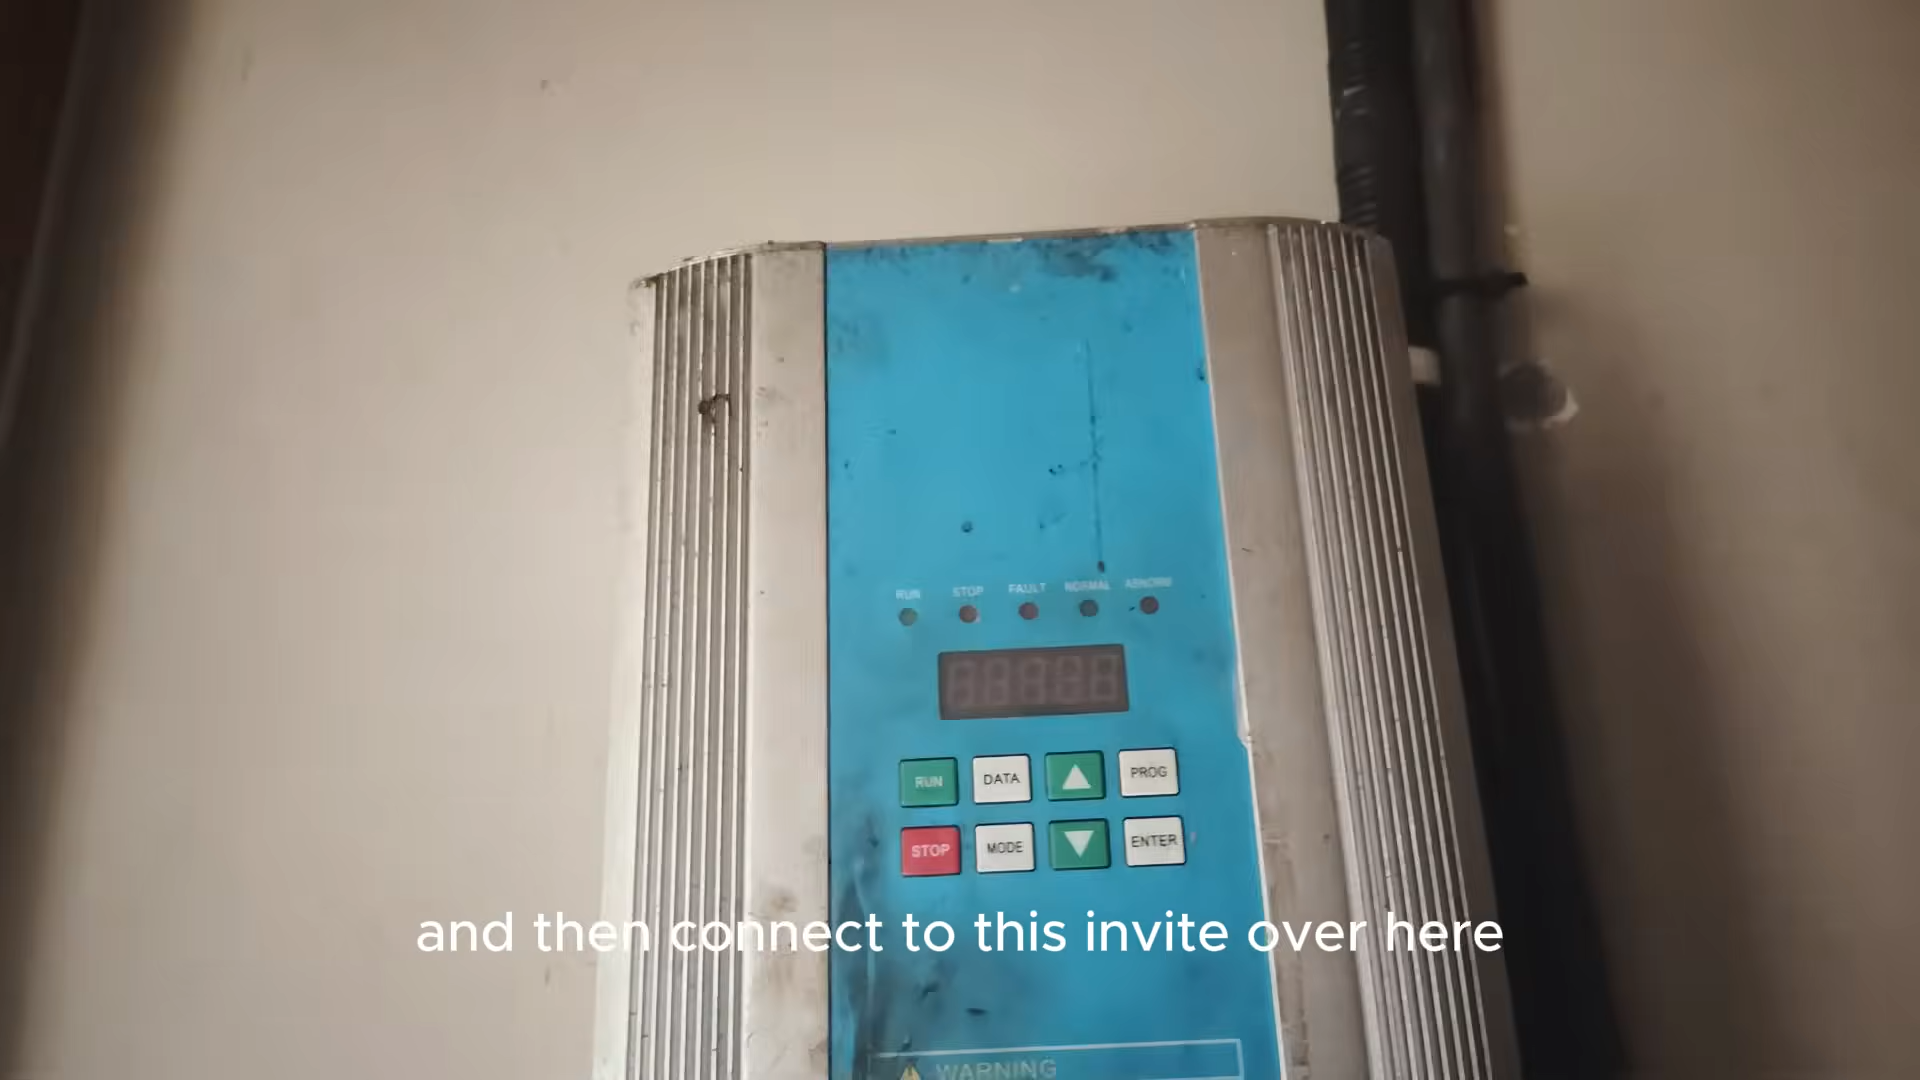 RUN STOP FAULT NORMAL ABNORM
RUN DATA PROG
STOP MODE ENTER
and then connect to this invite over here
WARNING